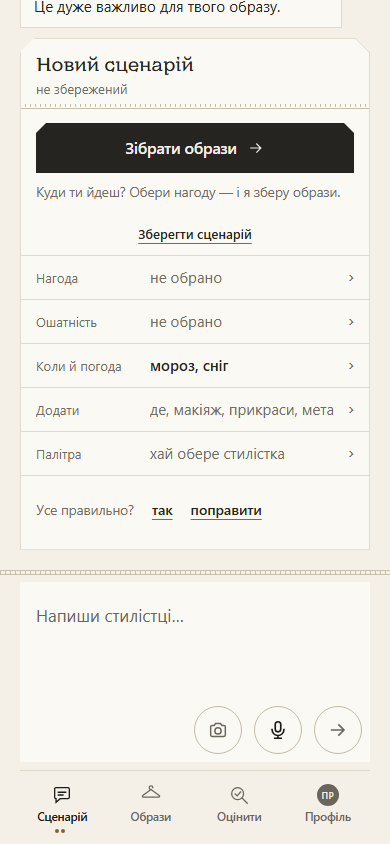 Це дуже важливо для твого образу.
Новий сценарій
не збережений
Зібрати образи →
Куди ти йдеш? Обери нагоду — і я зберу образи.
Зберегти сценарій
Нагода не обрано ›
Ошатність не обрано ›
Коли й погода мороз, сніг ›
Додати де, макіяж, прикраси, мета ›
Палітра хай обере стилістка ›
Усе правильно? так поправити
Напиши стилістці...
ПР
Сценарій Образи Оцінити Профіль